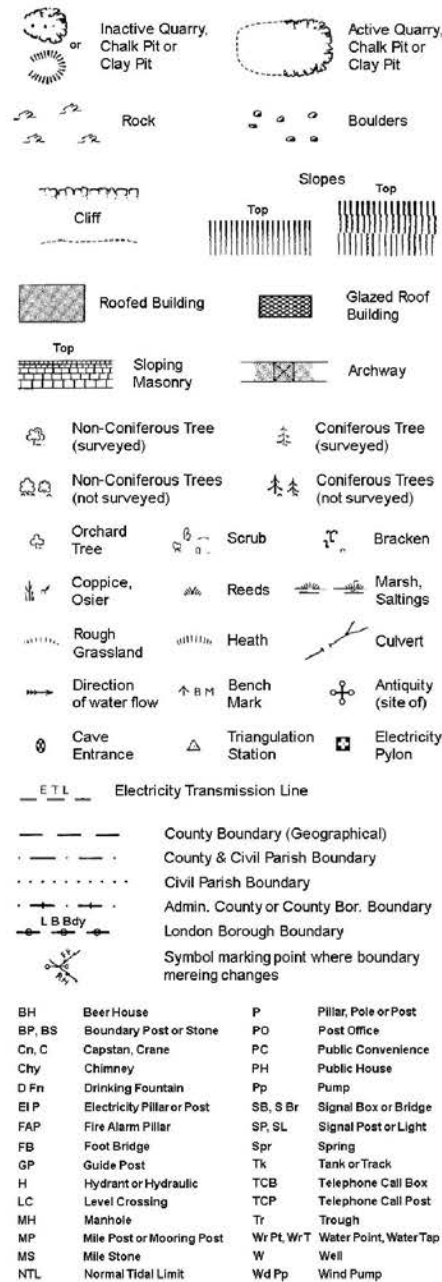 or
Inactive Quarry,
Chalk Pit or
Clay Pit
Active Quarry,
Chalk Pit or
Clay Pit
Rock
Boulders
Slopes
Cliff
Top
Top
Roofed Building
Glazed Roof
Building
Top
Sloping
Masonry
Archway
Non-Coniferous Tree
(surveyed)
Coniferous Tree
(surveyed)
Non-Coniferous Trees
(not surveyed)
Coniferous Trees
(not surveyed)
Orchard
Tree
Scrub
Bracken
Coppice,
Osier
Reeds
Marsh,
Saltings
Rough
Grassland
Heath
Culvert
Direction
of water flow
B M
Bench
Mark
Antiquity
(site of)
Cave
Entrance
Triangulation
Station
Electricity
Pylon
E T L
Electricity Transmission Line
County Boundary (Geographical)
County & Civil Parish Boundary
Civil Parish Boundary
Admin. County or County Bor. Boundary
L B Bdy
London Borough Boundary
Symbol marking point where boundary
mereing changes
BH Beer House
BP, BS Boundary Post or Stone
Cn, C Capstan, Crane
Chy Chimney
D Fn Drinking Fountain
El P Electricity Pillar or Post
FAP Fire Alarm Pillar
FB Foot Bridge
GP Guide Post
H Hydrant or Hydraulic
LC Level Crossing
MH Manhole
MP Mile Post or Mooring Post
MS Mile Stone
NTL Normal Tidal Limit
P Pillar, Pole or Post
PO Post Office
PC Public Convenience
PH Public House
Pp Pump
SB, S Br Signal Box or Bridge
SP, SL Signal Post or Light
Spr Spring
Tk Tank or Track
TCB Telephone Call Box
TCP Telephone Call Post
Tr Trough
Wr Pt, Wr T Water Point, Water Tap
W Well
Wd Pp Wind Pump